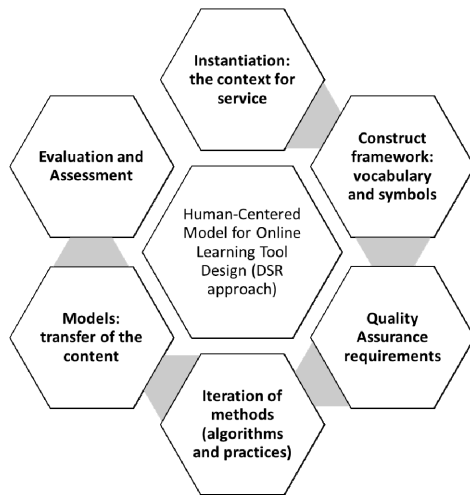 Instantiation:
the context for
service
Construct
framework:
vocabulary
and symbols
Quality
Assurance
requirements
Iteration of
methods
(algorithms
and practices)
Models:
transfer of the
content
Evaluation and
Assessment
Human-Centered
Model for Online
Learning Tool
Design (DSR
approach)